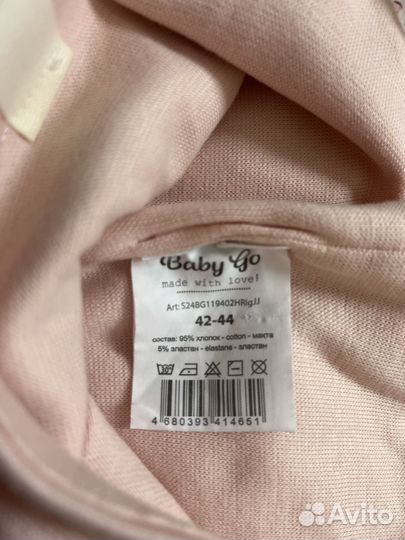 Baby Go
made with love!
Art: S24BG119402HRlgJJ
42-44
состав: 95% хлопок - cotton - мақта
5% эластан - elastane - эластан
4 680393 414651
Avito